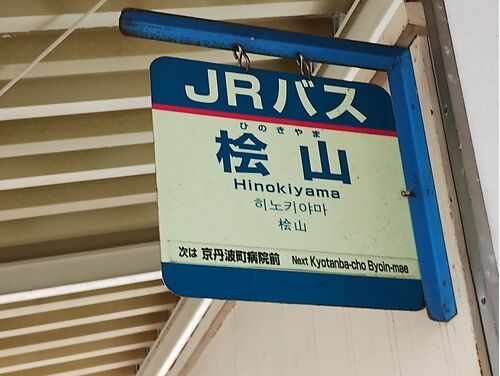 JRバス
ひのきやま
桧山
Hinokiyama
히노키야마
桧山
次は 京丹波町病院前 Next Kyotanba-cho Byoin-mae